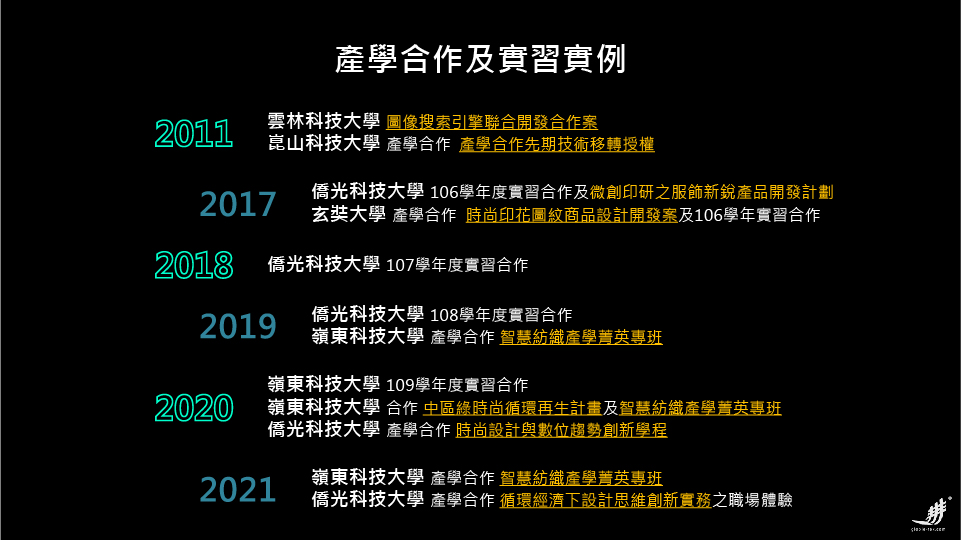 產學合作及實習實例
2011
雲林科技大學 圖像搜索引擎聯合開發合作案
崑山科技大學 產學合作 產學合作先期技術移轉授權
2017
僑光科技大學 106學年度實習合作及微創印研之服飾新銳產品開發計劃
玄奘大學 產學合作 時尚印花圖紋商品設計開發案及106學年實習合作
2018
僑光科技大學 107學年度實習合作
2019
僑光科技大學 108學年度實習合作
嶺東科技大學 產學合作 智慧紡織產學菁英專班
2020
嶺東科技大學 109學年度實習合作
嶺東科技大學 合作 中區綠時尚循環再生計畫及智慧紡織產學菁英專班
僑光科技大學 產學合作 時尚設計與數位趨勢創新學程
2021
嶺東科技大學 產學合作 智慧紡織產學菁英專班
僑光科技大學 產學合作 循環經濟下設計思維創新實務之職場體驗